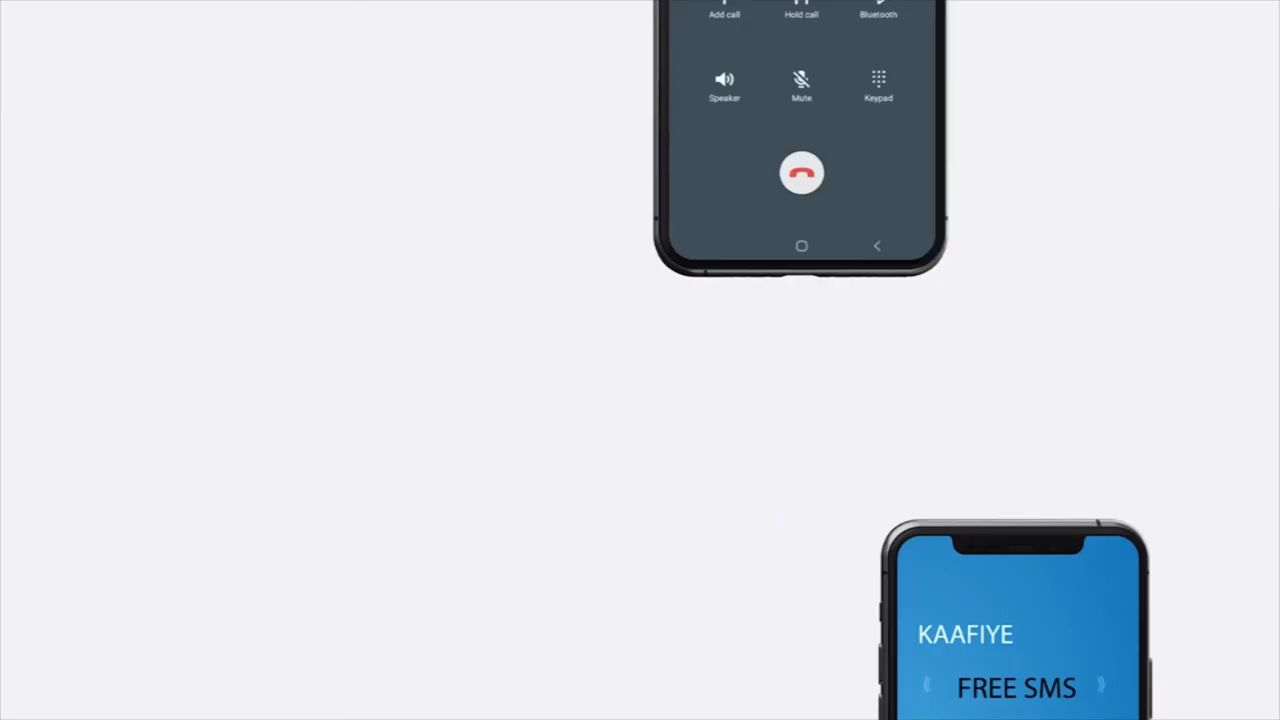 Add call Hold call Bluetooth
Speaker Mute Keypad
KAAFIYE
FREE SMS